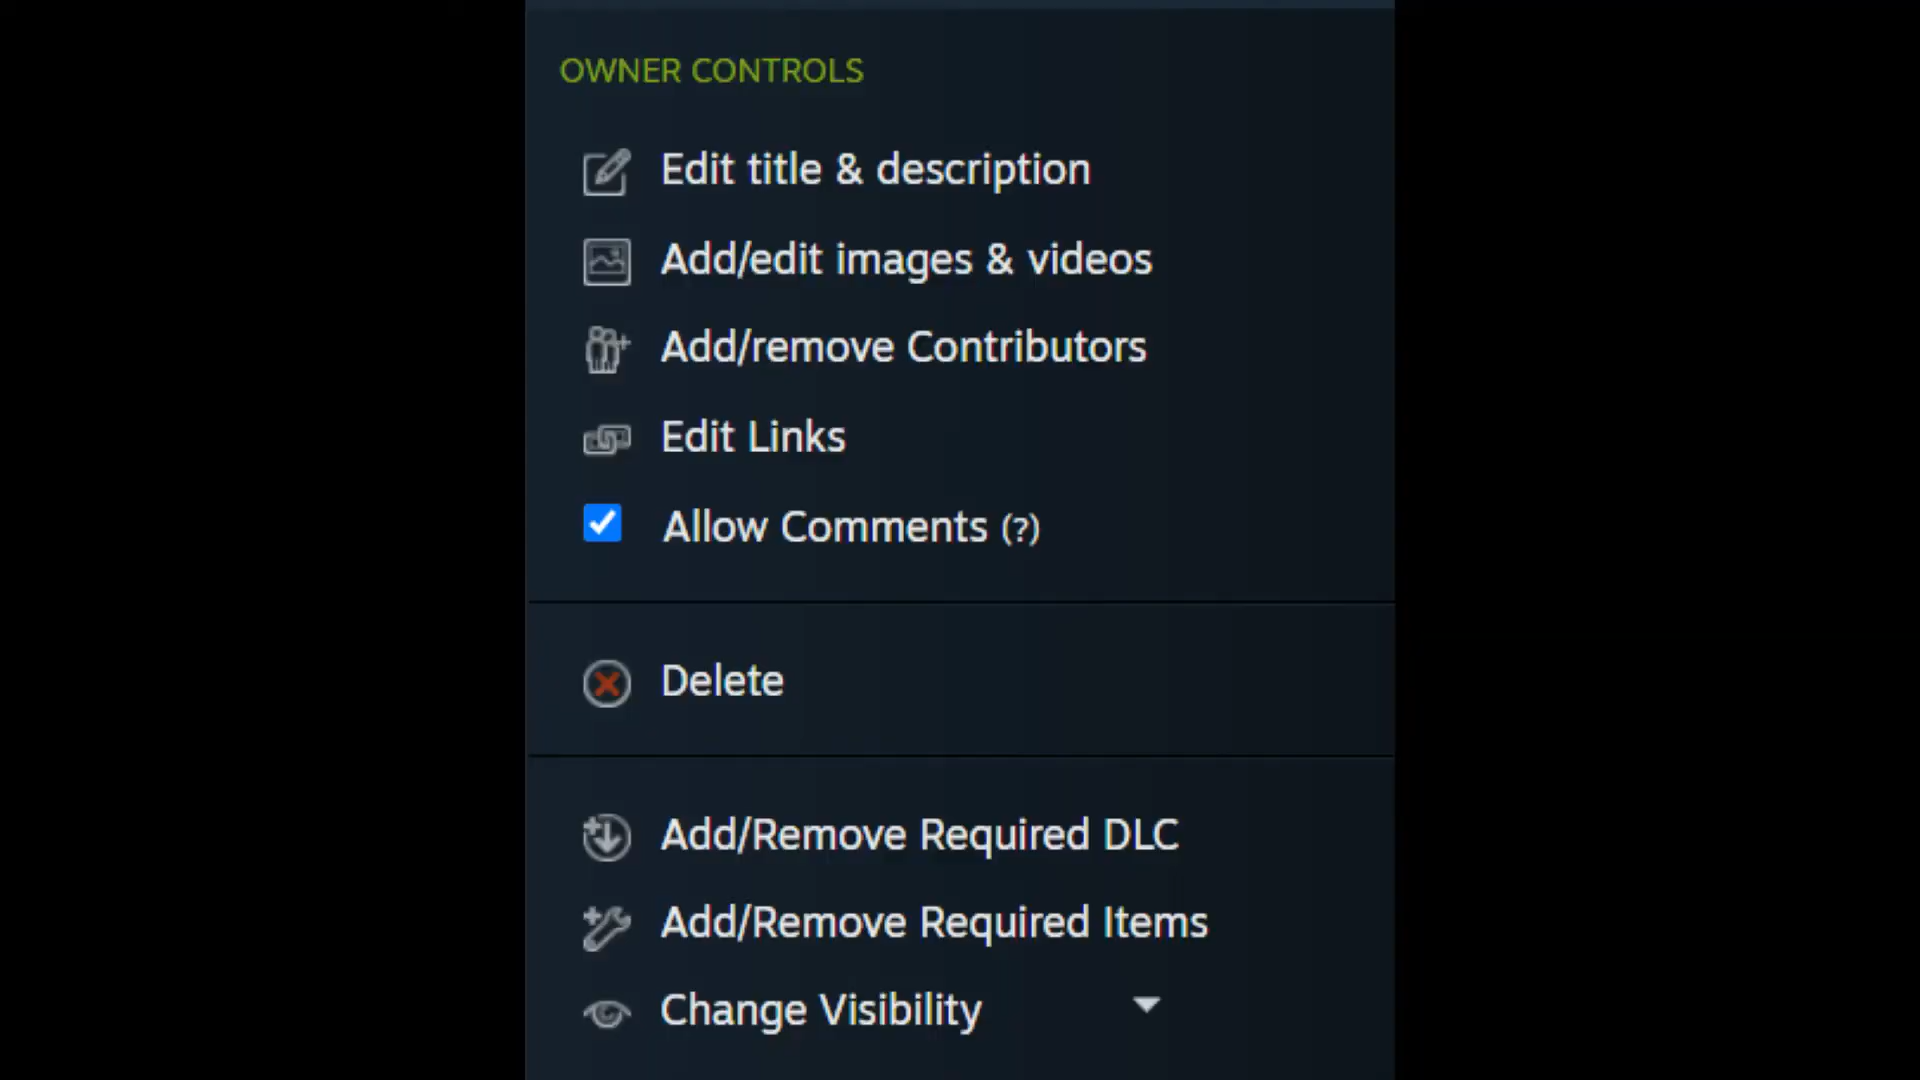 OWNER CONTROLS
Edit title & description
Add/edit images & videos
Add/remove Contributors
Edit Links
Allow Comments (?)
Delete
Add/Remove Required DLC
Add/Remove Required Items
Change Visibility